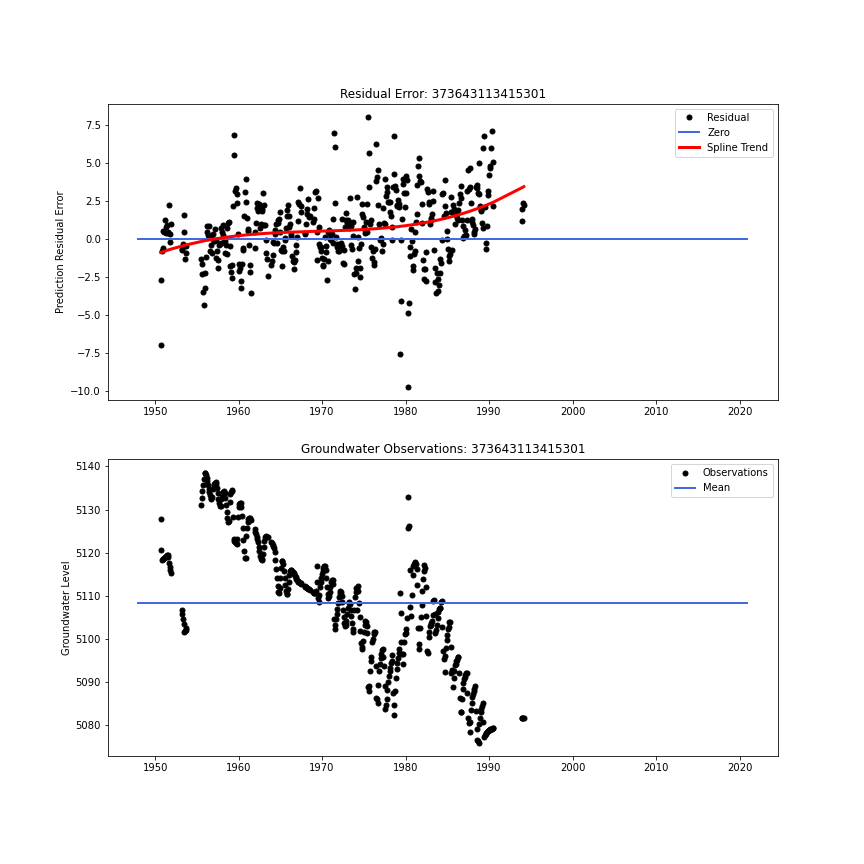 Residual Error: 373643113415301
Prediction Residual Error
7.5
5.0
2.5
0.0
−2.5
−5.0
−7.5
−10.0
Residual
Zero
Spline Trend
1950 1960 1970 1980 1990 2000 2010 2020
Groundwater Observations: 373643113415301
Groundwater Level
5140
5130
5120
5110
5100
5090
5080
Observations
Mean
1950 1960 1970 1980 1990 2000 2010 2020